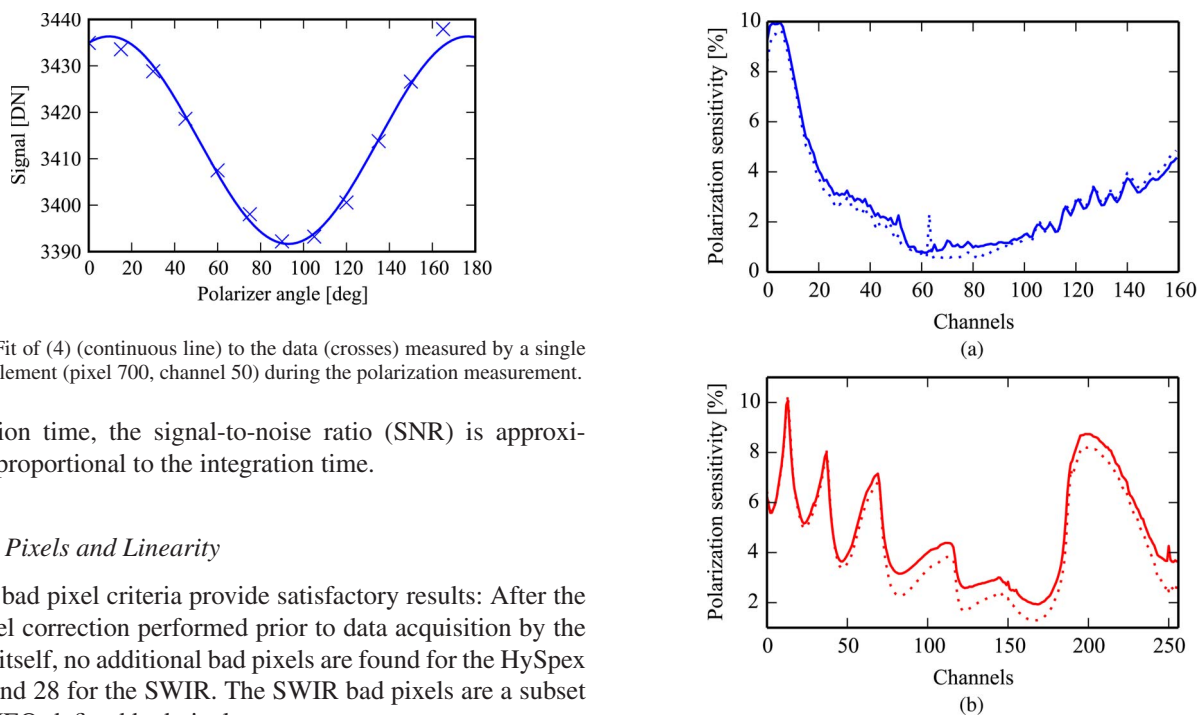 3440
3430
3420
3410
3400
3390
Signal [DN]
0 20 40 60 80 100 120 140 160 180
Polarizer angle [deg]
Fit of (4) (continuous line) to the data (crosses) measured by a single
lement (pixel 700, channel 50) during the polarization measurement.
ion time, the signal-to-noise ratio (SNR) is approxi-
proportional to the integration time.
Pixels and Linearity
bad pixel criteria provide satisfactory results: After the
el correction performed prior to data acquisition by the
itself, no additional bad pixels are found for the HySpex
nd 28 for the SWIR. The SWIR bad pixels are a subset
10
8
6
4
2
0
Polarization sensitivity [%]
0 20 40 60 80 100 120 140 160
Channels
(a)
10
8
6
4
2
Polarization sensitivity [%]
0 50 100 150 200 250
Channels
(b)